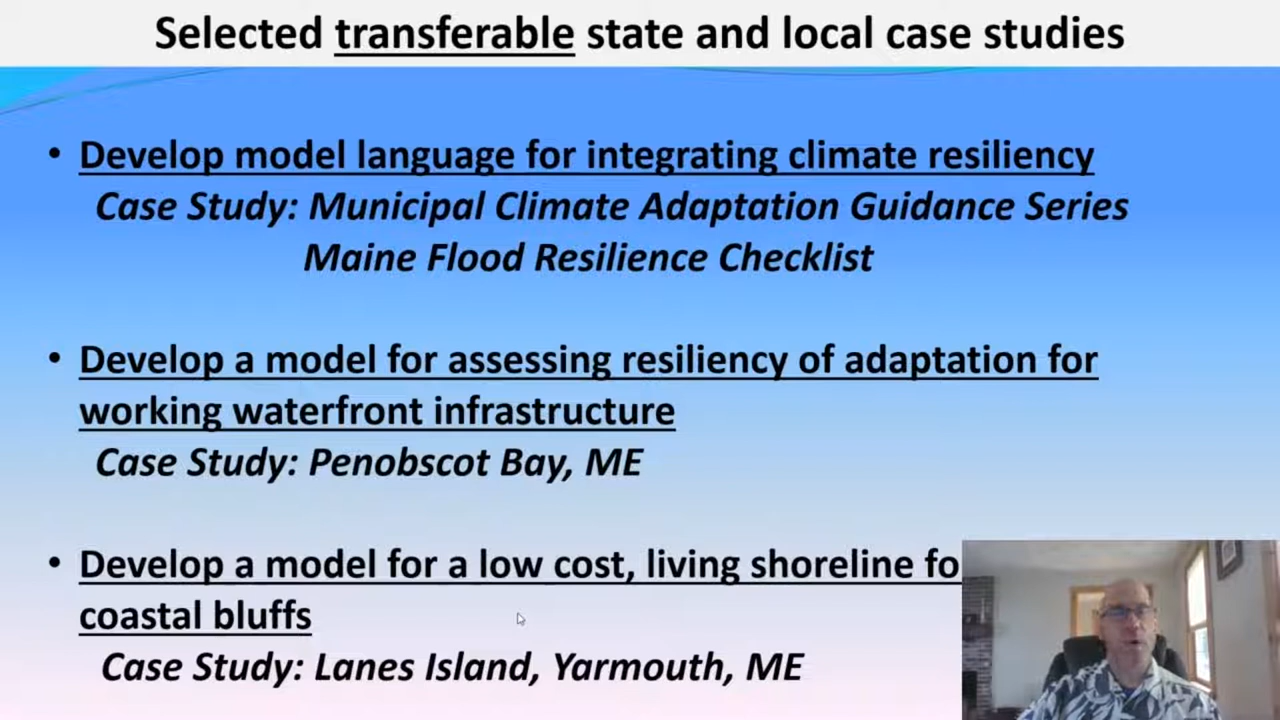 Selected transferable state and local case studies
• Develop model language for integrating climate resiliency
Case Study: Municipal Climate Adaptation Guidance Series
Maine Flood Resilience Checklist
• Develop a model for assessing resiliency of adaptation for
working waterfront infrastructure
Case Study: Penobscot Bay, ME
• Develop a model for a low cost, living shoreline fo
coastal bluffs
Case Study: Lanes Island, Yarmouth, ME